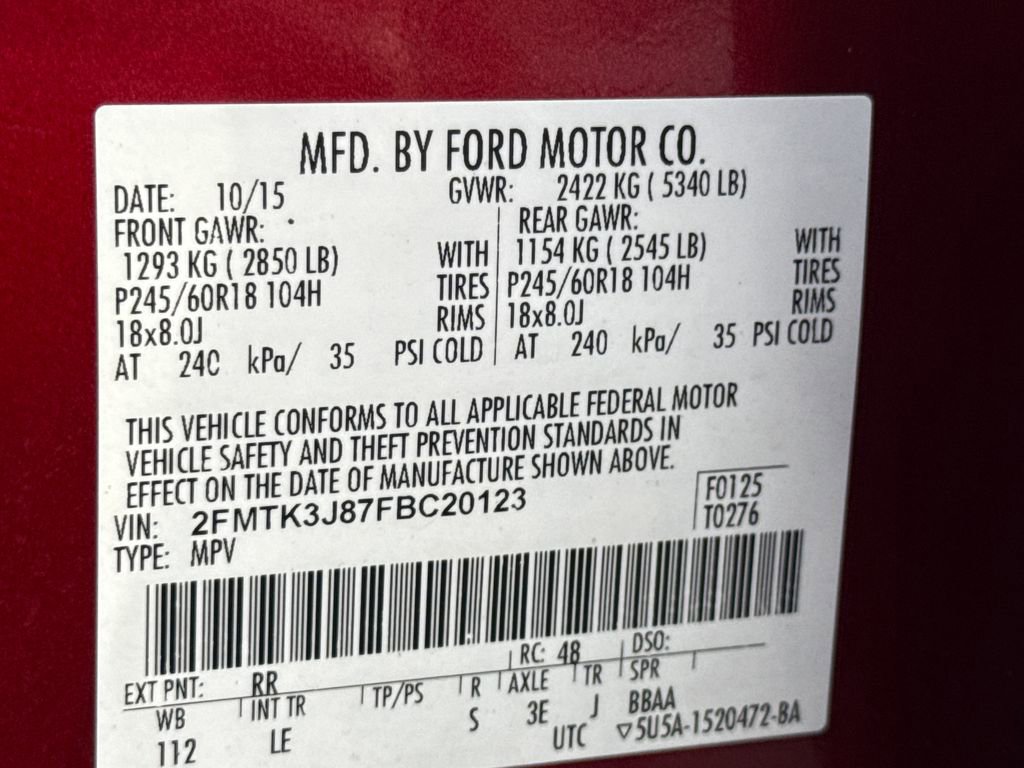 MFD. BY FORD MOTOR CO.
DATE: 10/15 GVWR: 2422 KG ( 5340 LB)
FRONT GAWR: REAR GAWR:
1293 KG ( 2850 LB) WITH 1154 KG ( 2545 LB) WITH
P245/60R18 104H TIRES P245/60R18 104H TIRES
18x8.0J RIMS 18x8.0J RIMS
AT 240 kPa/ 35 PSI COLD AT 240 kPa/ 35 PSI COLD
THIS VEHICLE CONFORMS TO ALL APPLICABLE FEDERAL MOTOR
VEHICLE SAFETY AND THEFT PREVENTION STANDARDS IN
EFFECT ON THE DATE OF MANUFACTURE SHOWN ABOVE.
VIN: 2FMTK3J87FBC20123 F0125
TYPE: MPV T0276
EXT PNT: RR RC: 48 DSO:
WB INT TR TP/PS R AXLE TR SPR
112 LE S 3E J BBAA
UTC ▽5U5A-1520472-BA